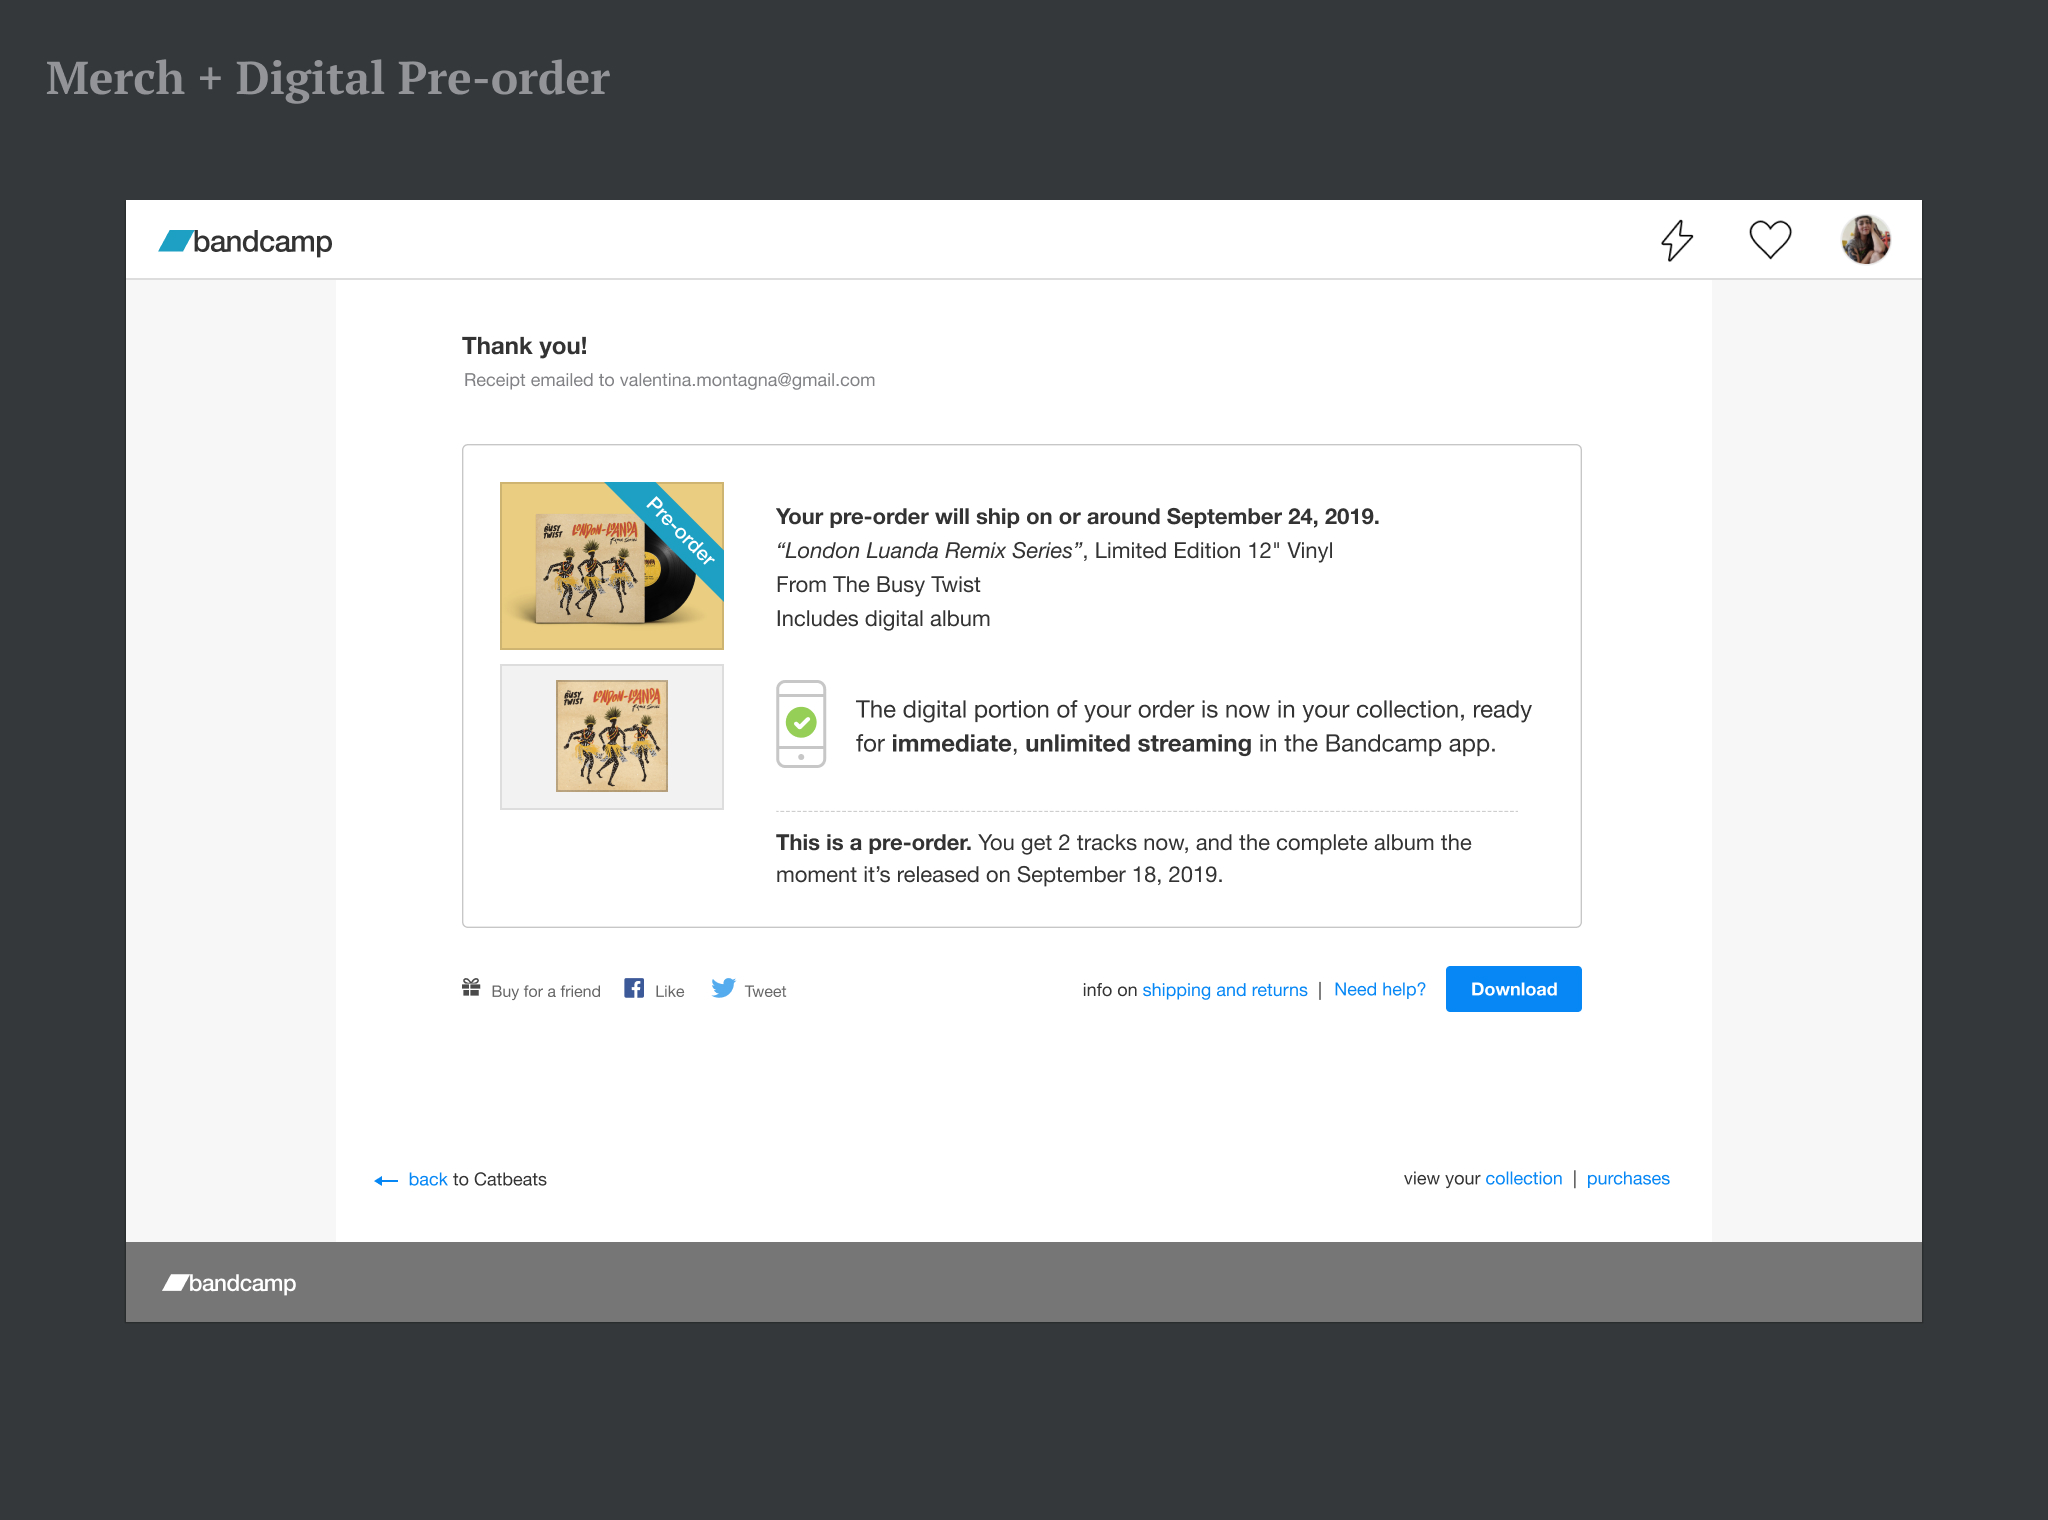 Merch + Digital Pre-order
bandcamp
Thank you!
Receipt emailed to valentina.montagna@gmail.com
Pre-order
THE BUSY TWIST
LONDON-LUANDA
Remix Series
Your pre-order will ship on or around September 24, 2019.
“London Luanda Remix Series”, Limited Edition 12" Vinyl
From The Busy Twist
Includes digital album
BUSY TWIST
LONDON-LUANDA
Remix Series
The digital portion of your order is now in your collection, ready
for immediate, unlimited streaming in the Bandcamp app.
This is a pre-order. You get 2 tracks now, and the complete album the
moment it’s released on September 18, 2019.
Buy for a friend
Like
Tweet
info on shipping and returns | Need help?
Download
back to Catbeats
view your collection | purchases
bandcamp